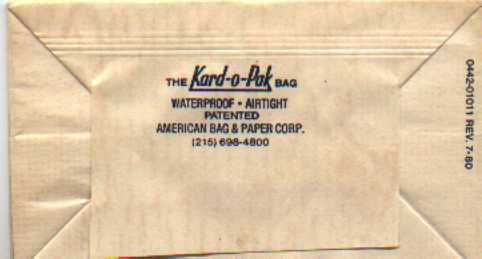 THE Kard-o-Pak BAG
WATERPROOF • AIRTIGHT
PATENTED
AMERICAN BAG & PAPER CORP.
(215) 698-4800
0442-01011 REV. 7-80